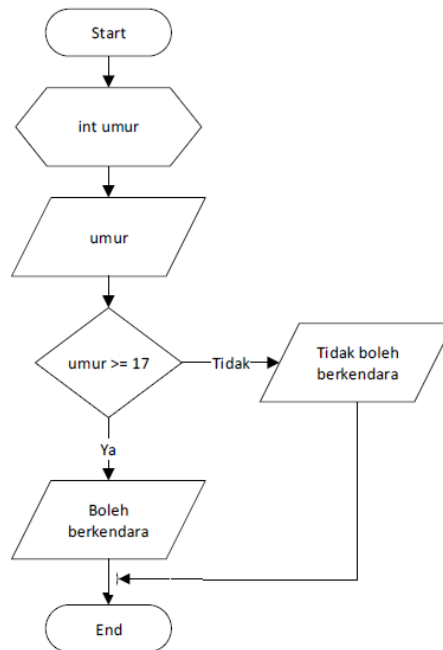 Start
int umur
umur
umur >= 17
Tidak
Tidak boleh
berkendara
Ya
Boleh
berkendara
End